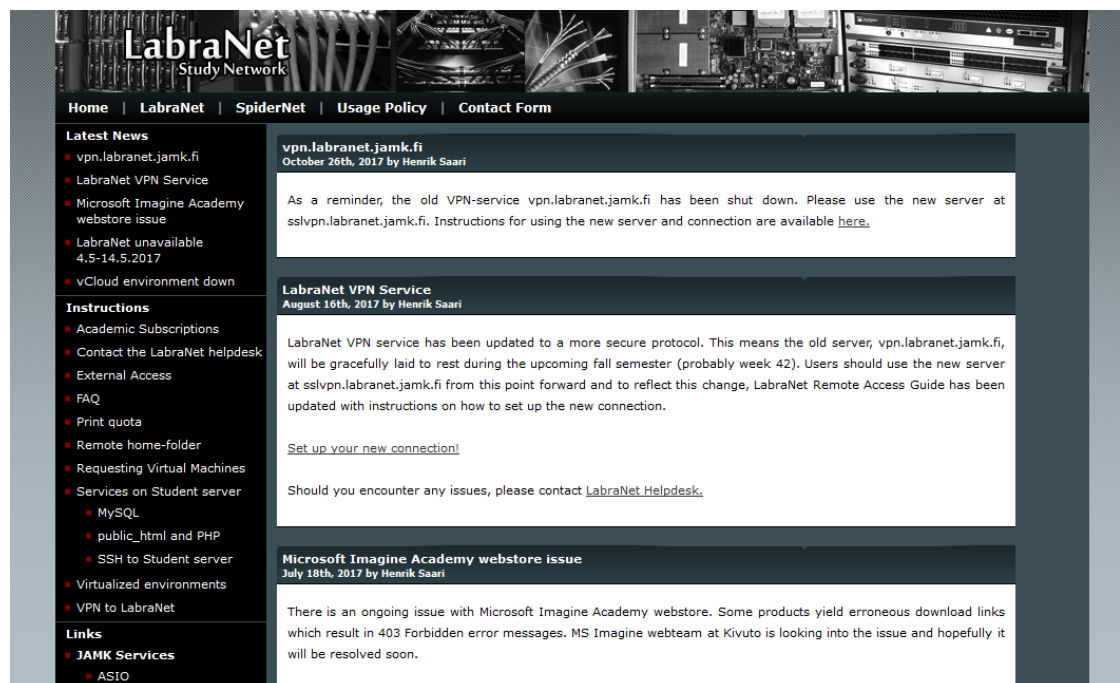 LabraNet
Study Network
Home | LabraNet | SpiderNet | Usage Policy | Contact Form
Latest News
vpn.labranet.jamk.fi
LabraNet VPN Service
Microsoft Imagine Academy
webstore issue
LabraNet unavailable
4.5-14.5.2017
vCloud environment down
Instructions
Academic Subscriptions
Contact the LabraNet helpdesk
External Access
FAQ
Print quota
Remote home-folder
Requesting Virtual Machines
Services on Student server
MySQL
public_html and PHP
SSH to Student server
Virtualized environments
VPN to LabraNet
Links
JAMK Services
ASIO
vpn.labranet.jamk.fi
October 26th, 2017 by Henrik Saari
As a reminder, the old VPN-service vpn.labranet.jamk.fi has been shut down. Please use the new server at
sslvpn.labranet.jamk.fi. Instructions for using the new server and connection are available here.
LabraNet VPN Service
August 16th, 2017 by Henrik Saari
LabraNet VPN service has been updated to a more secure protocol. This means the old server, vpn.labranet.jamk.fi,
will be gracefully laid to rest during the upcoming fall semester (probably week 42). Users should use the new server
at sslvpn.labranet.jamk.fi from this point forward and to reflect this change, LabraNet Remote Access Guide has been
updated with instructions on how to set up the new connection.
Set up your new connection!
Should you encounter any issues, please contact LabraNet Helpdesk.
Microsoft Imagine Academy webstore issue
July 18th, 2017 by Henrik Saari
There is an ongoing issue with Microsoft Imagine Academy webstore. Some products yield erroneous download links
which result in 403 Forbidden error messages. MS Imagine webteam at Kivuto is looking into the issue and hopefully it
will be resolved soon.